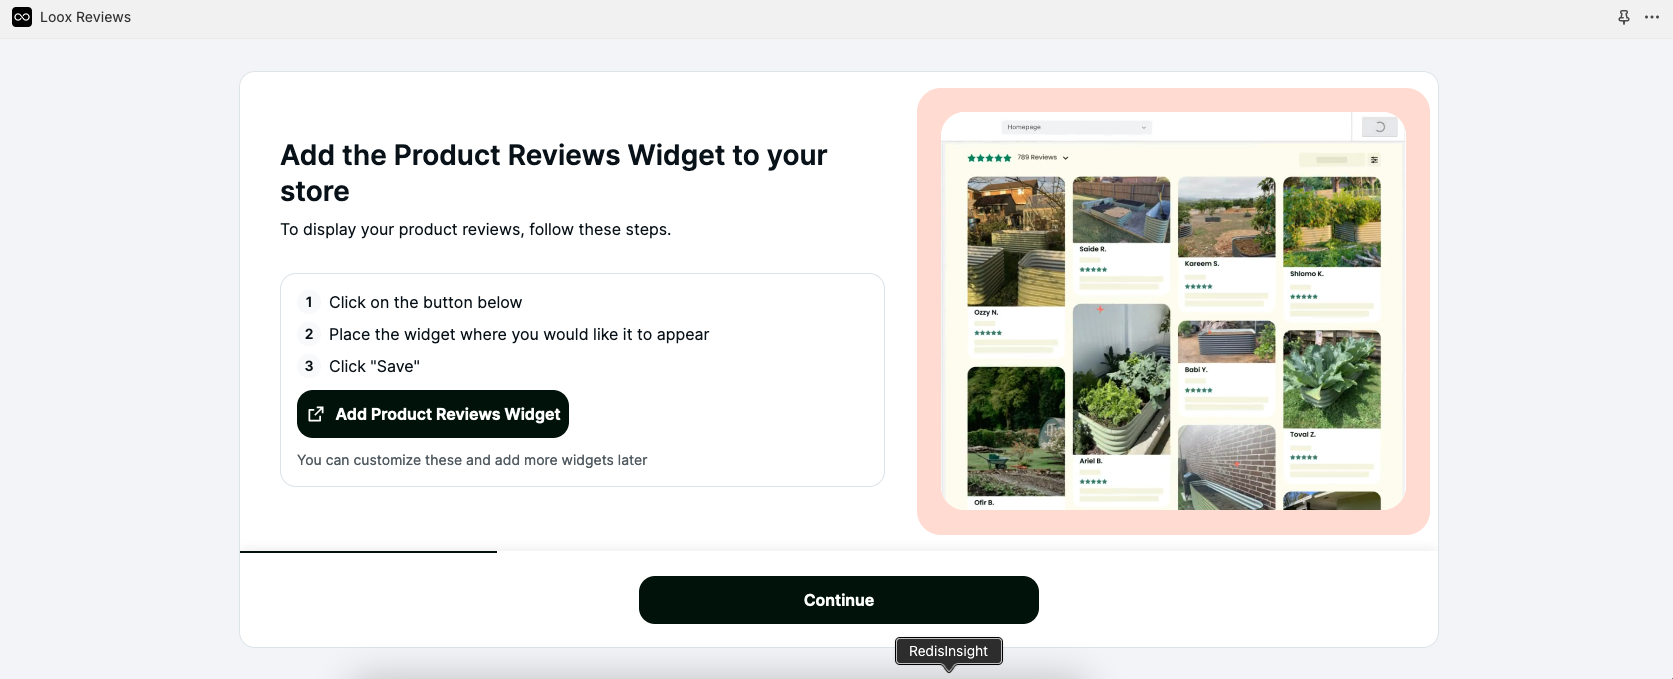 Loox Reviews
Add the Product Reviews Widget to your
store
To display your product reviews, follow these steps.
1 Click on the button below
2 Place the widget where you would like it to appear
3 Click "Save"
Add Product Reviews Widget
You can customize these and add more widgets later
Homepage
789 Reviews
Ozzy N.
Ofir B.
Saide R.
Ariel B.
Kareem S.
Babi Y.
Shlomo K.
Toval Z.
Continue
RedisInsight